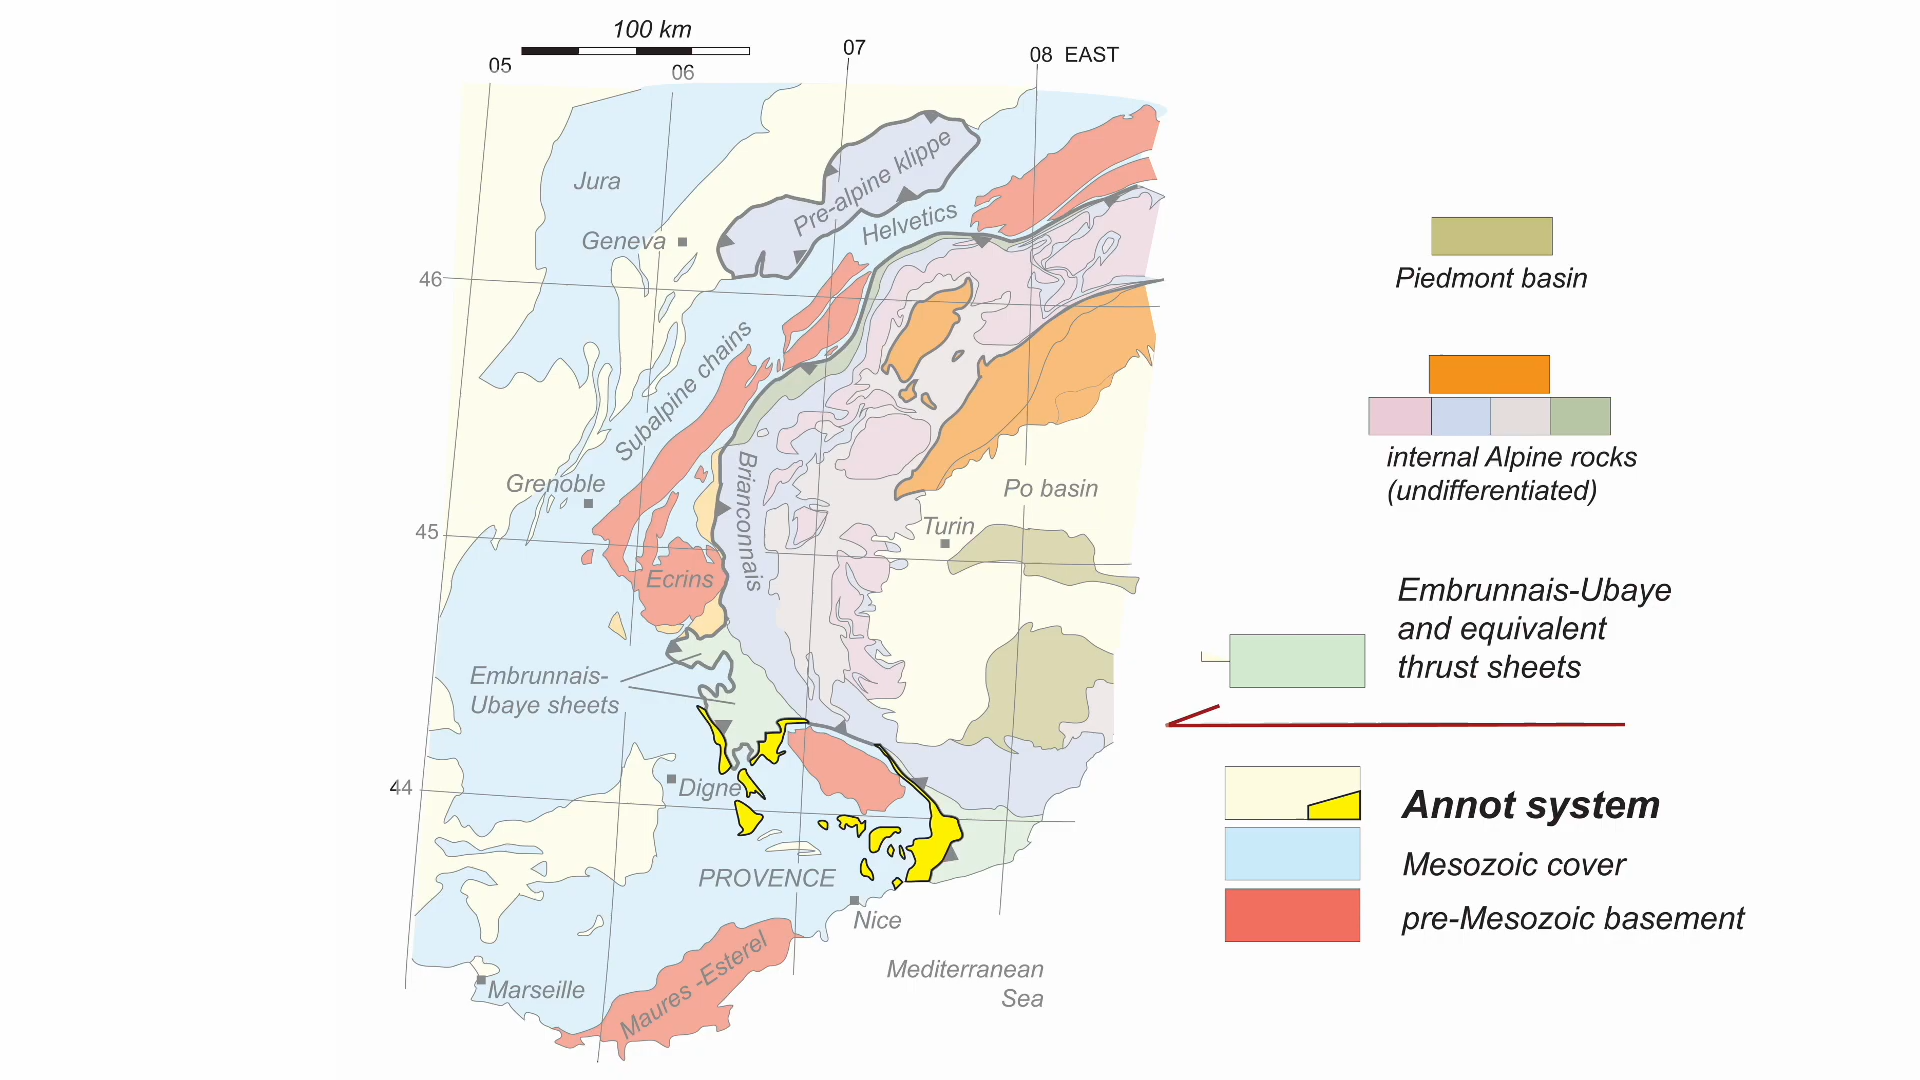 100 km
05
06
07
08 EAST
Jura
Pre-alpine klippe
Geneva
Helvetics
46
Subalpine chains
Grenoble
Brianconnais
Po basin
Turin
45
Ecrins
Embrunnais-
Ubaye sheets
44
Digne
PROVENCE
Nice
Mediterranean
Sea
Marseille
Maures -Esterel
Piedmont basin
internal Alpine rocks
(undifferentiated)
Embrunnais-Ubaye
and equivalent
thrust sheets
Annot system
Mesozoic cover
pre-Mesozoic basement